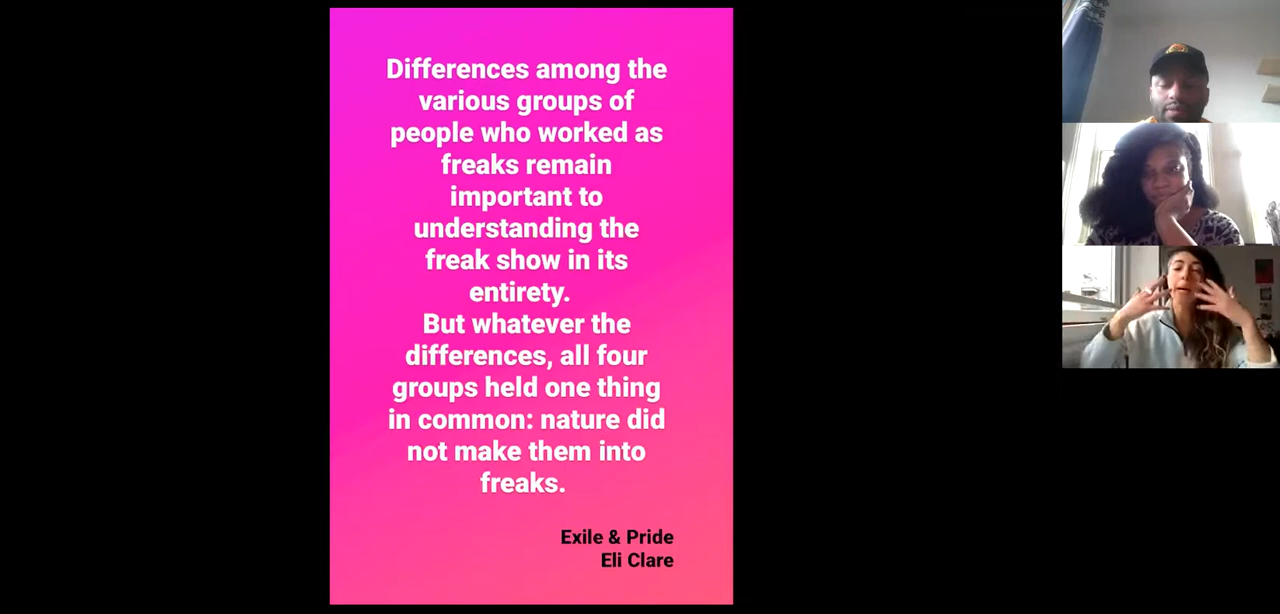 Differences among the
various groups of
people who worked as
freaks remain
important to
understanding the
freak show in its
entirety.
But whatever the
differences, all four
groups held one thing
in common: nature did
not make them into
freaks.
Exile & Pride
Eli Clare